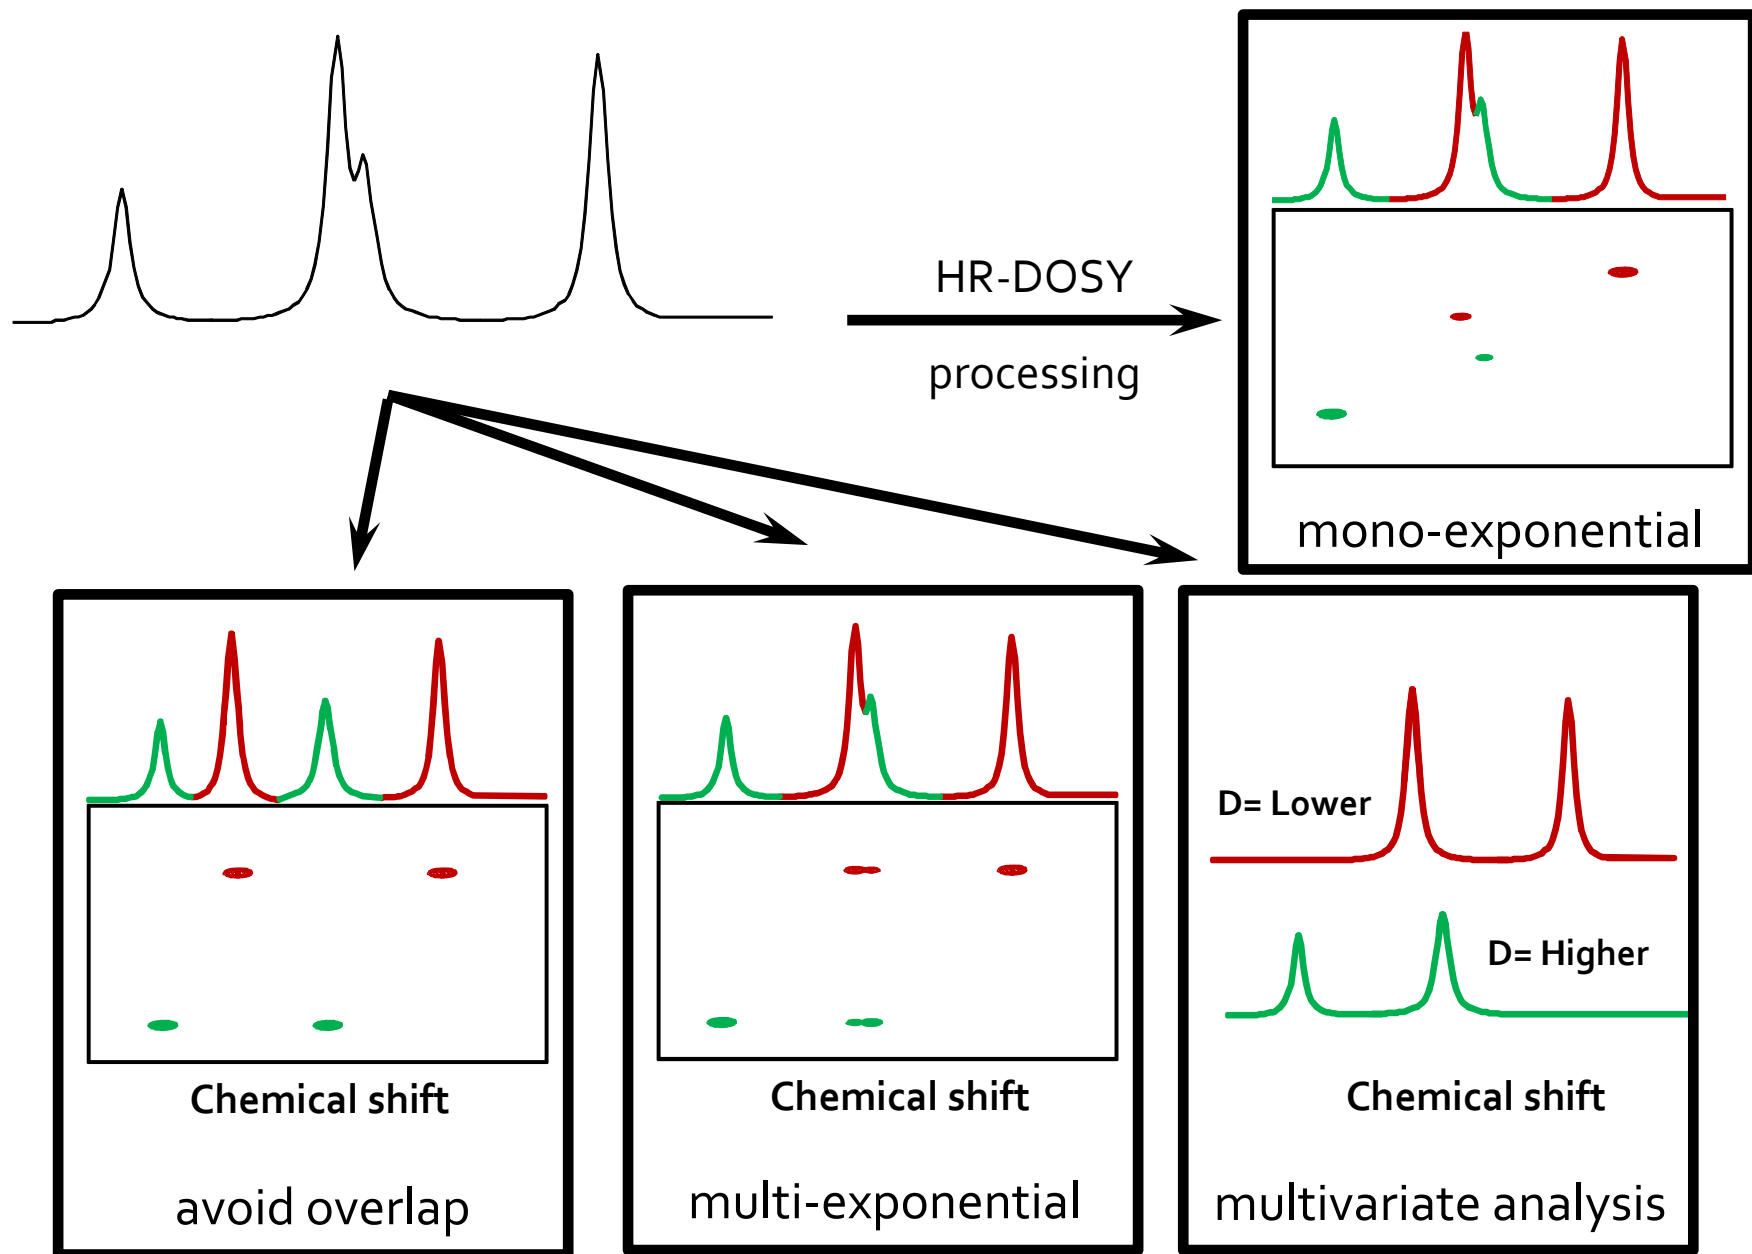 HR-DOSY
processing
mono-exponential
D= Lower
D= Higher
Chemical shift
Chemical shift
Chemical shift
avoid overlap
multi-exponential
multivariate analysis